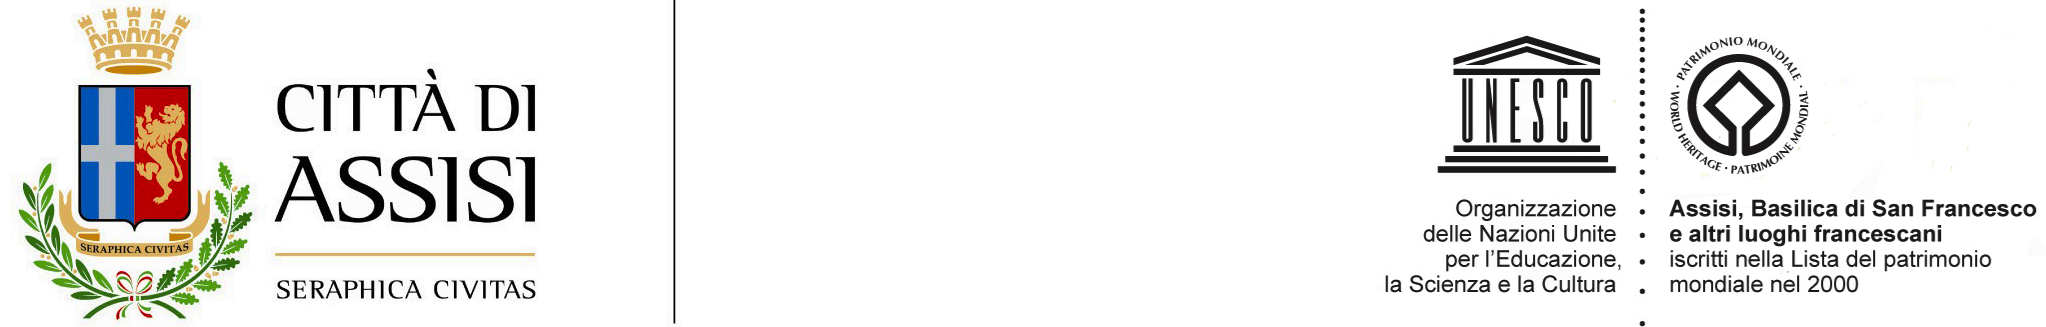 SERAPHICA CIVITAS
CITTÀ DI
ASSISI
SERAPHICA CIVITAS
UNESCO
Organizzazione
delle Nazioni Unite
per l’Educazione,
la Scienza e la Cultura
PATRIMONIO MONDIALE · WORLD HERITAGE · PATRIMOINE MONDIAL ·
Assisi, Basilica di San Francesco
e altri luoghi francescani
iscritti nella Lista del patrimonio
mondiale nel 2000